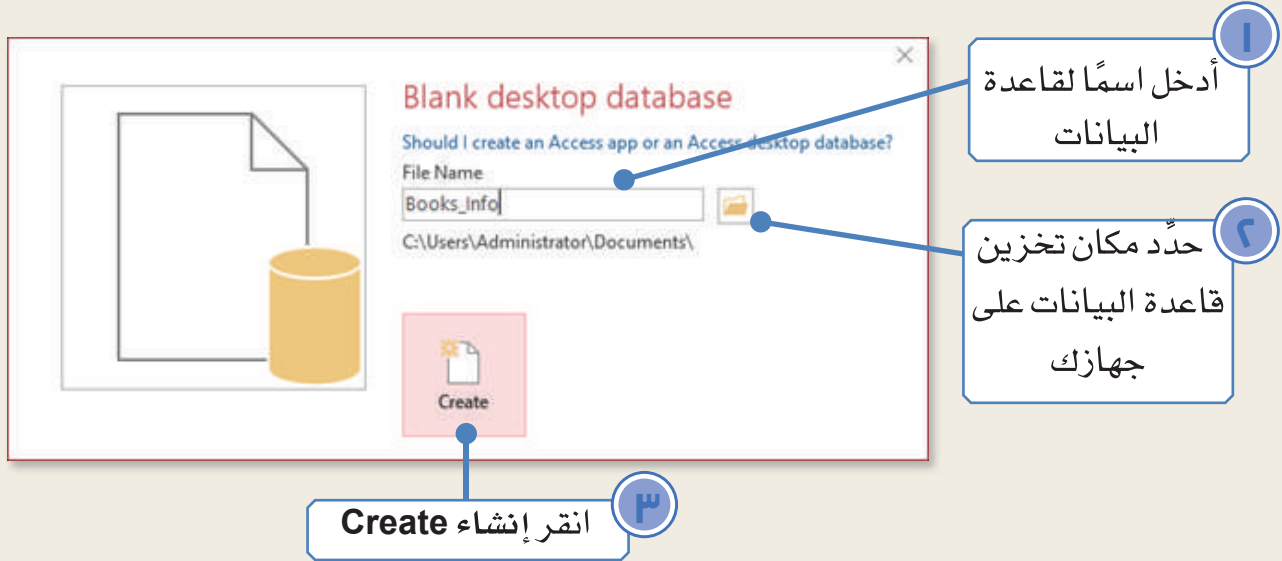 ١
أدخل اسمًا لقاعدة
البيانات
Blank desktop database
Should I create an Access app or an Access desktop database?
File Name
Books_Info
C:\Users\Administrator\Documents\
٢
حدِّد مكان تخزين
قاعدة البيانات على
جهازك
Create
٣
انقر إنشاء Create